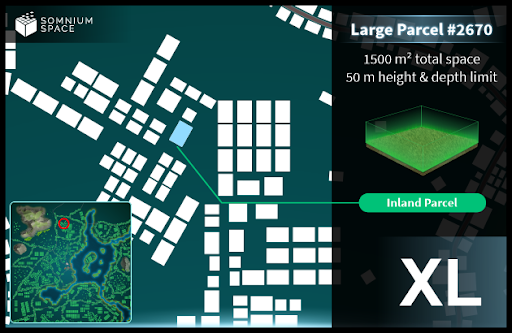 SOMNIUM
SPACE
Large Parcel #2670
1500 m² total space
50 m height & depth limit
Inland Parcel
XL